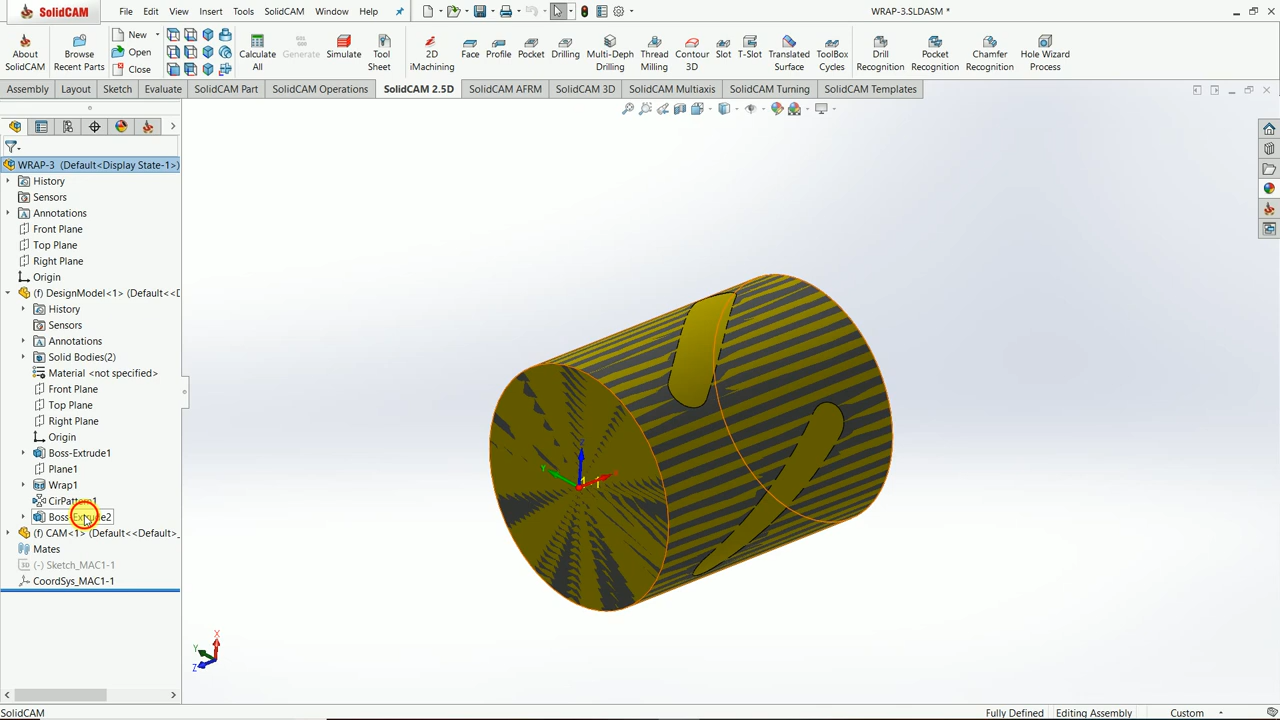 SolidCAM
File Edit View Insert Tools SolidCAM Window Help
WRAP-3.SLDASM *
About SolidCAM
Browse Recent Parts
New
Open
Close
Calculate All
Generate
Simulate
Tool Sheet
2D iMachining
Face
Profile
Pocket
Drilling
Multi-Depth Drilling
Thread Milling
Contour 3D
Slot
T-Slot
Translated Surface
ToolBox Cycles
Drill Recognition
Pocket Recognition
Chamfer Recognition
Hole Wizard Process
Assembly Layout Sketch Evaluate SolidCAM Part SolidCAM Operations SolidCAM 2.5D SolidCAM AFRM SolidCAM 3D SolidCAM Multiaxis SolidCAM Turning SolidCAM Templates
WRAP-3 (Default<Display State-1>)
History
Sensors
Annotations
Front Plane
Top Plane
Right Plane
Origin
(f) DesignModel<1> (Default<<D
History
Sensors
Annotations
Solid Bodies(2)
Material <not specified>
Front Plane
Top Plane
Right Plane
Origin
Boss-Extrude1
Plane1
Wrap1
CirPattern1
Boss-Extrude2
(f) CAM<1> (Default<<Default>_
Mates
(-) Sketch_MAC1-1
CoordSys_MAC1-1
Z
Y
X
Y
Z
SolidCAM
Fully Defined Editing Assembly Custom